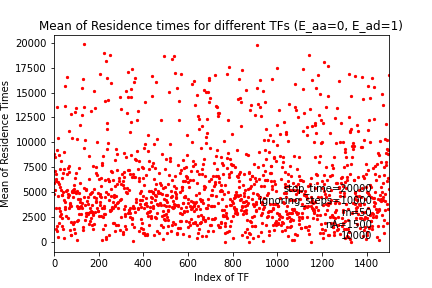 Mean of Residence times for different TFs (E_aa=0, E_ad=1)
Mean of Residence Times
20000
17500
15000
12500
10000
7500
5000
2500
0
stop_time=20000
ignoring_steps=10000
m=50
n=1500
10000
0 200 400 600 800 1000 1200 1400
Index of TF